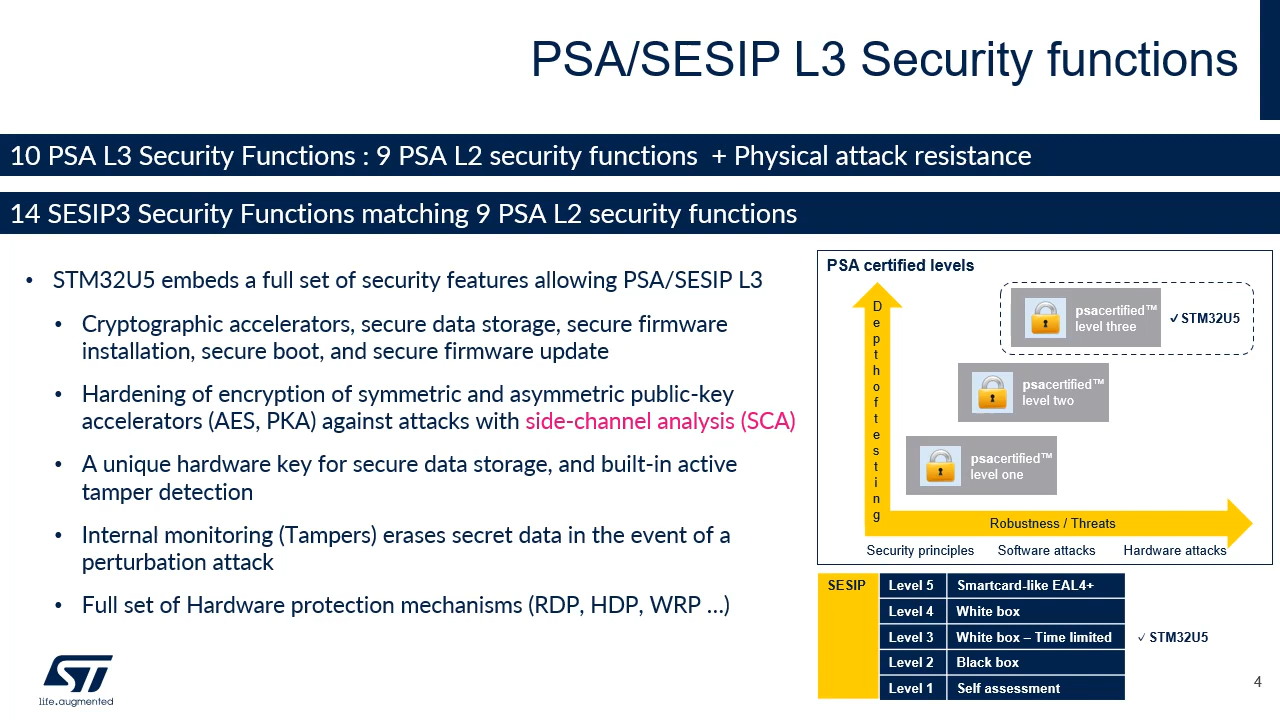 PSA/SESIP L3 Security functions
10 PSA L3 Security Functions : 9 PSA L2 security functions + Physical attack resistance
14 SESIP3 Security Functions matching 9 PSA L2 security functions
• STM32U5 embeds a full set of security features allowing PSA/SESIP L3
• Cryptographic accelerators, secure data storage, secure firmware
installation, secure boot, and secure firmware update
• Hardening of encryption of symmetric and asymmetric public-key
accelerators (AES, PKA) against attacks with side-channel analysis (SCA)
• A unique hardware key for secure data storage, and built-in active
tamper detection
• Internal monitoring (Tampers) erases secret data in the event of a
perturbation attack
• Full set of Hardware protection mechanisms (RDP, HDP, WRP …)
PSA certified levels
Depth of testing
psacertified™
level three
✓ STM32U5
psacertified™
level two
psacertified™
level one
Robustness / Threats
Security principles Software attacks Hardware attacks
SESIP
Level 5 Smartcard-like EAL4+
Level 4 White box
Level 3 White box – Time limited ✓ STM32U5
Level 2 Black box
Level 1 Self assessment
ST
life.augmented
4